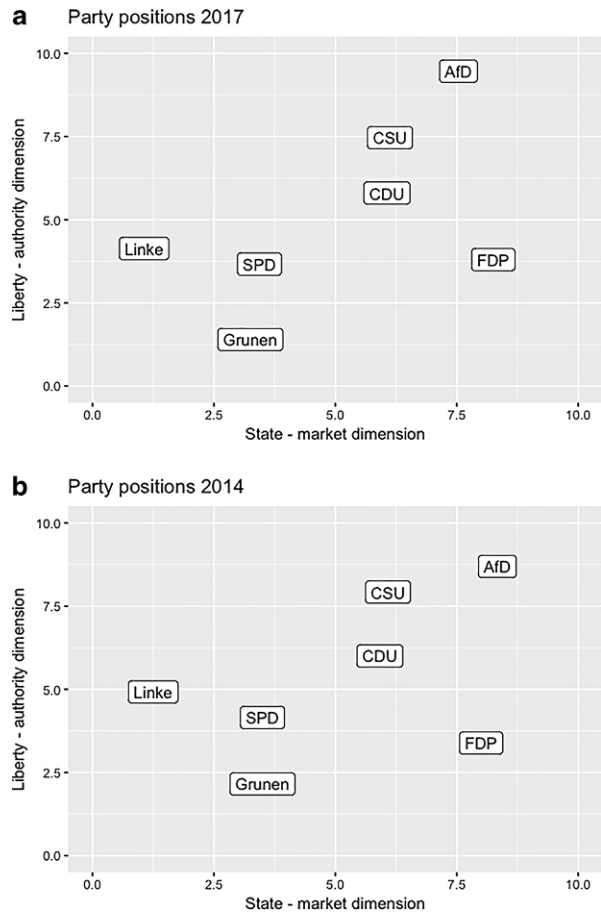 a
Party positions 2017
Liberty - authority dimension
10.0
7.5
5.0
2.5
0.0
AfD
CSU
CDU
Linke
SPD
FDP
Grunen
0.0 2.5 5.0 7.5 10.0
State - market dimension
b
Party positions 2014
Liberty - authority dimension
10.0
7.5
5.0
2.5
0.0
AfD
CSU
CDU
Linke
SPD
FDP
Grunen
0.0 2.5 5.0 7.5 10.0
State - market dimension